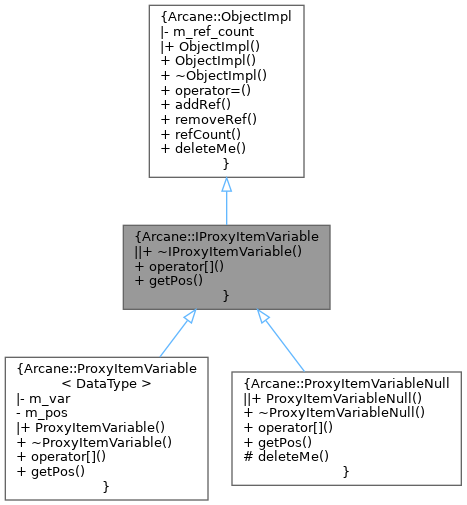 {Arcane::ObjectImpl
|- m_ref_count
|+ ObjectImpl()
+ ObjectImpl()
+ ~ObjectImpl()
+ operator=()
+ addRef()
+ removeRef()
+ refCount()
+ deleteMe()
}
{Arcane::IProxyItemVariable
||+ ~IProxyItemVariable()
+ operator[]()
+ getPos()
}
{Arcane::ProxyItemVariable
< DataType >
|- m_var
- m_pos
|+ ProxyItemVariable()
+ ~ProxyItemVariable()
+ operator[]()
+ getPos()
}
{Arcane::ProxyItemVariableNull
||+ ProxyItemVariableNull()
+ ~ProxyItemVariableNull()
+ operator[]()
+ getPos()
# deleteMe()
}